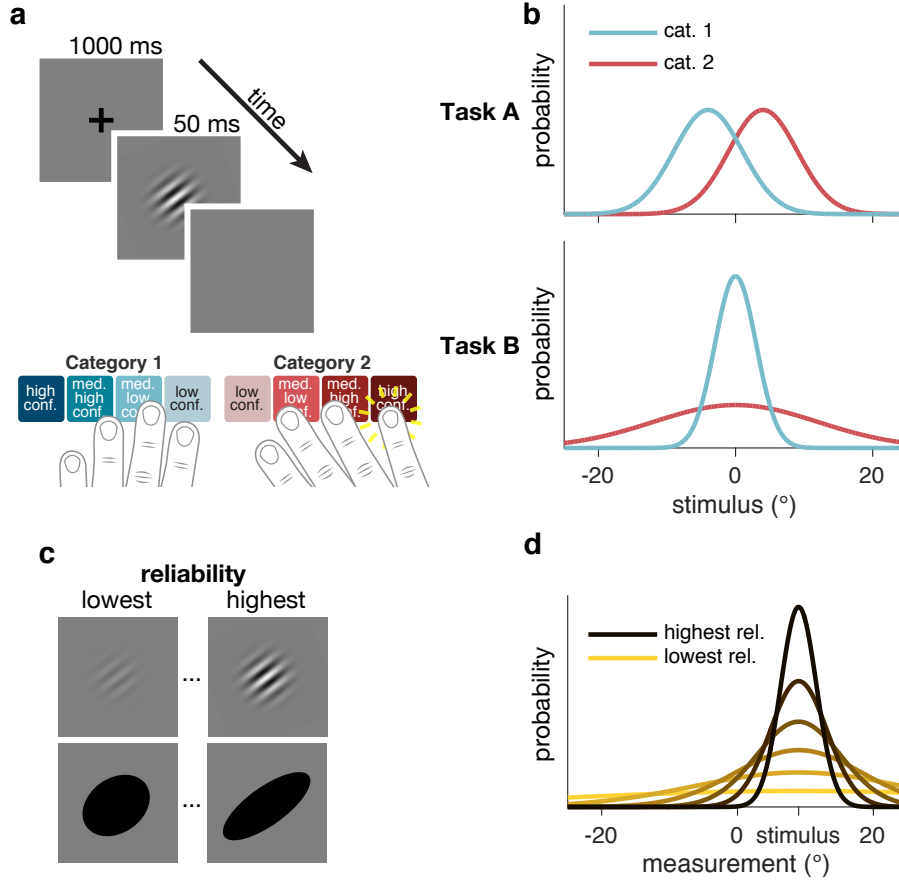 a
1000 ms
50 ms
time
Category 1
high
conf.
med.
high
conf.
med.
low
conf.
low
conf.
Category 2
low
conf.
med.
low
conf.
med.
high
conf.
high
conf.
b
Task A
probability
cat. 1
cat. 2
Task B
probability
-20
0
20
stimulus (°)
c
reliability
lowest
highest
...
...
d
probability
highest rel.
lowest rel.
-20
0
stimulus
20
measurement (°)